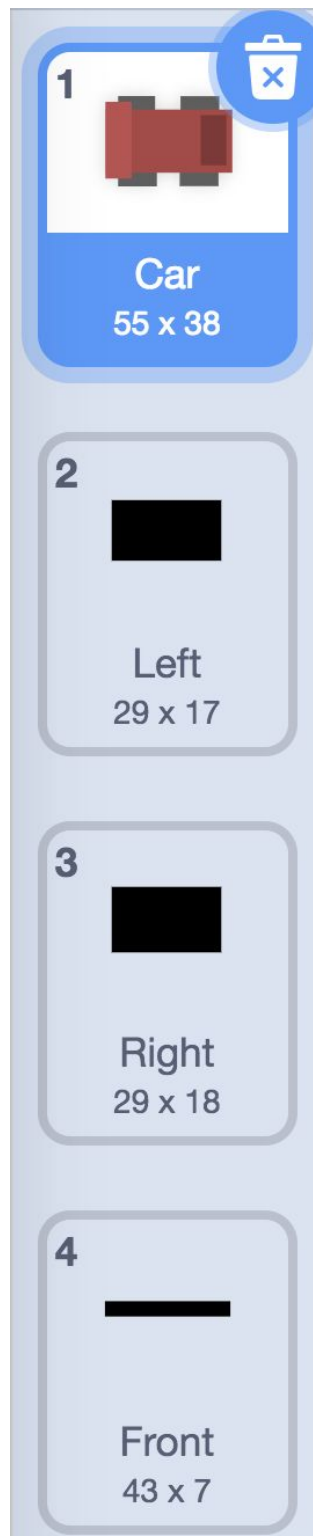 1
Car
55 x 38
2
Left
29 x 17
3
Right
29 x 18
4
Front
43 x 7